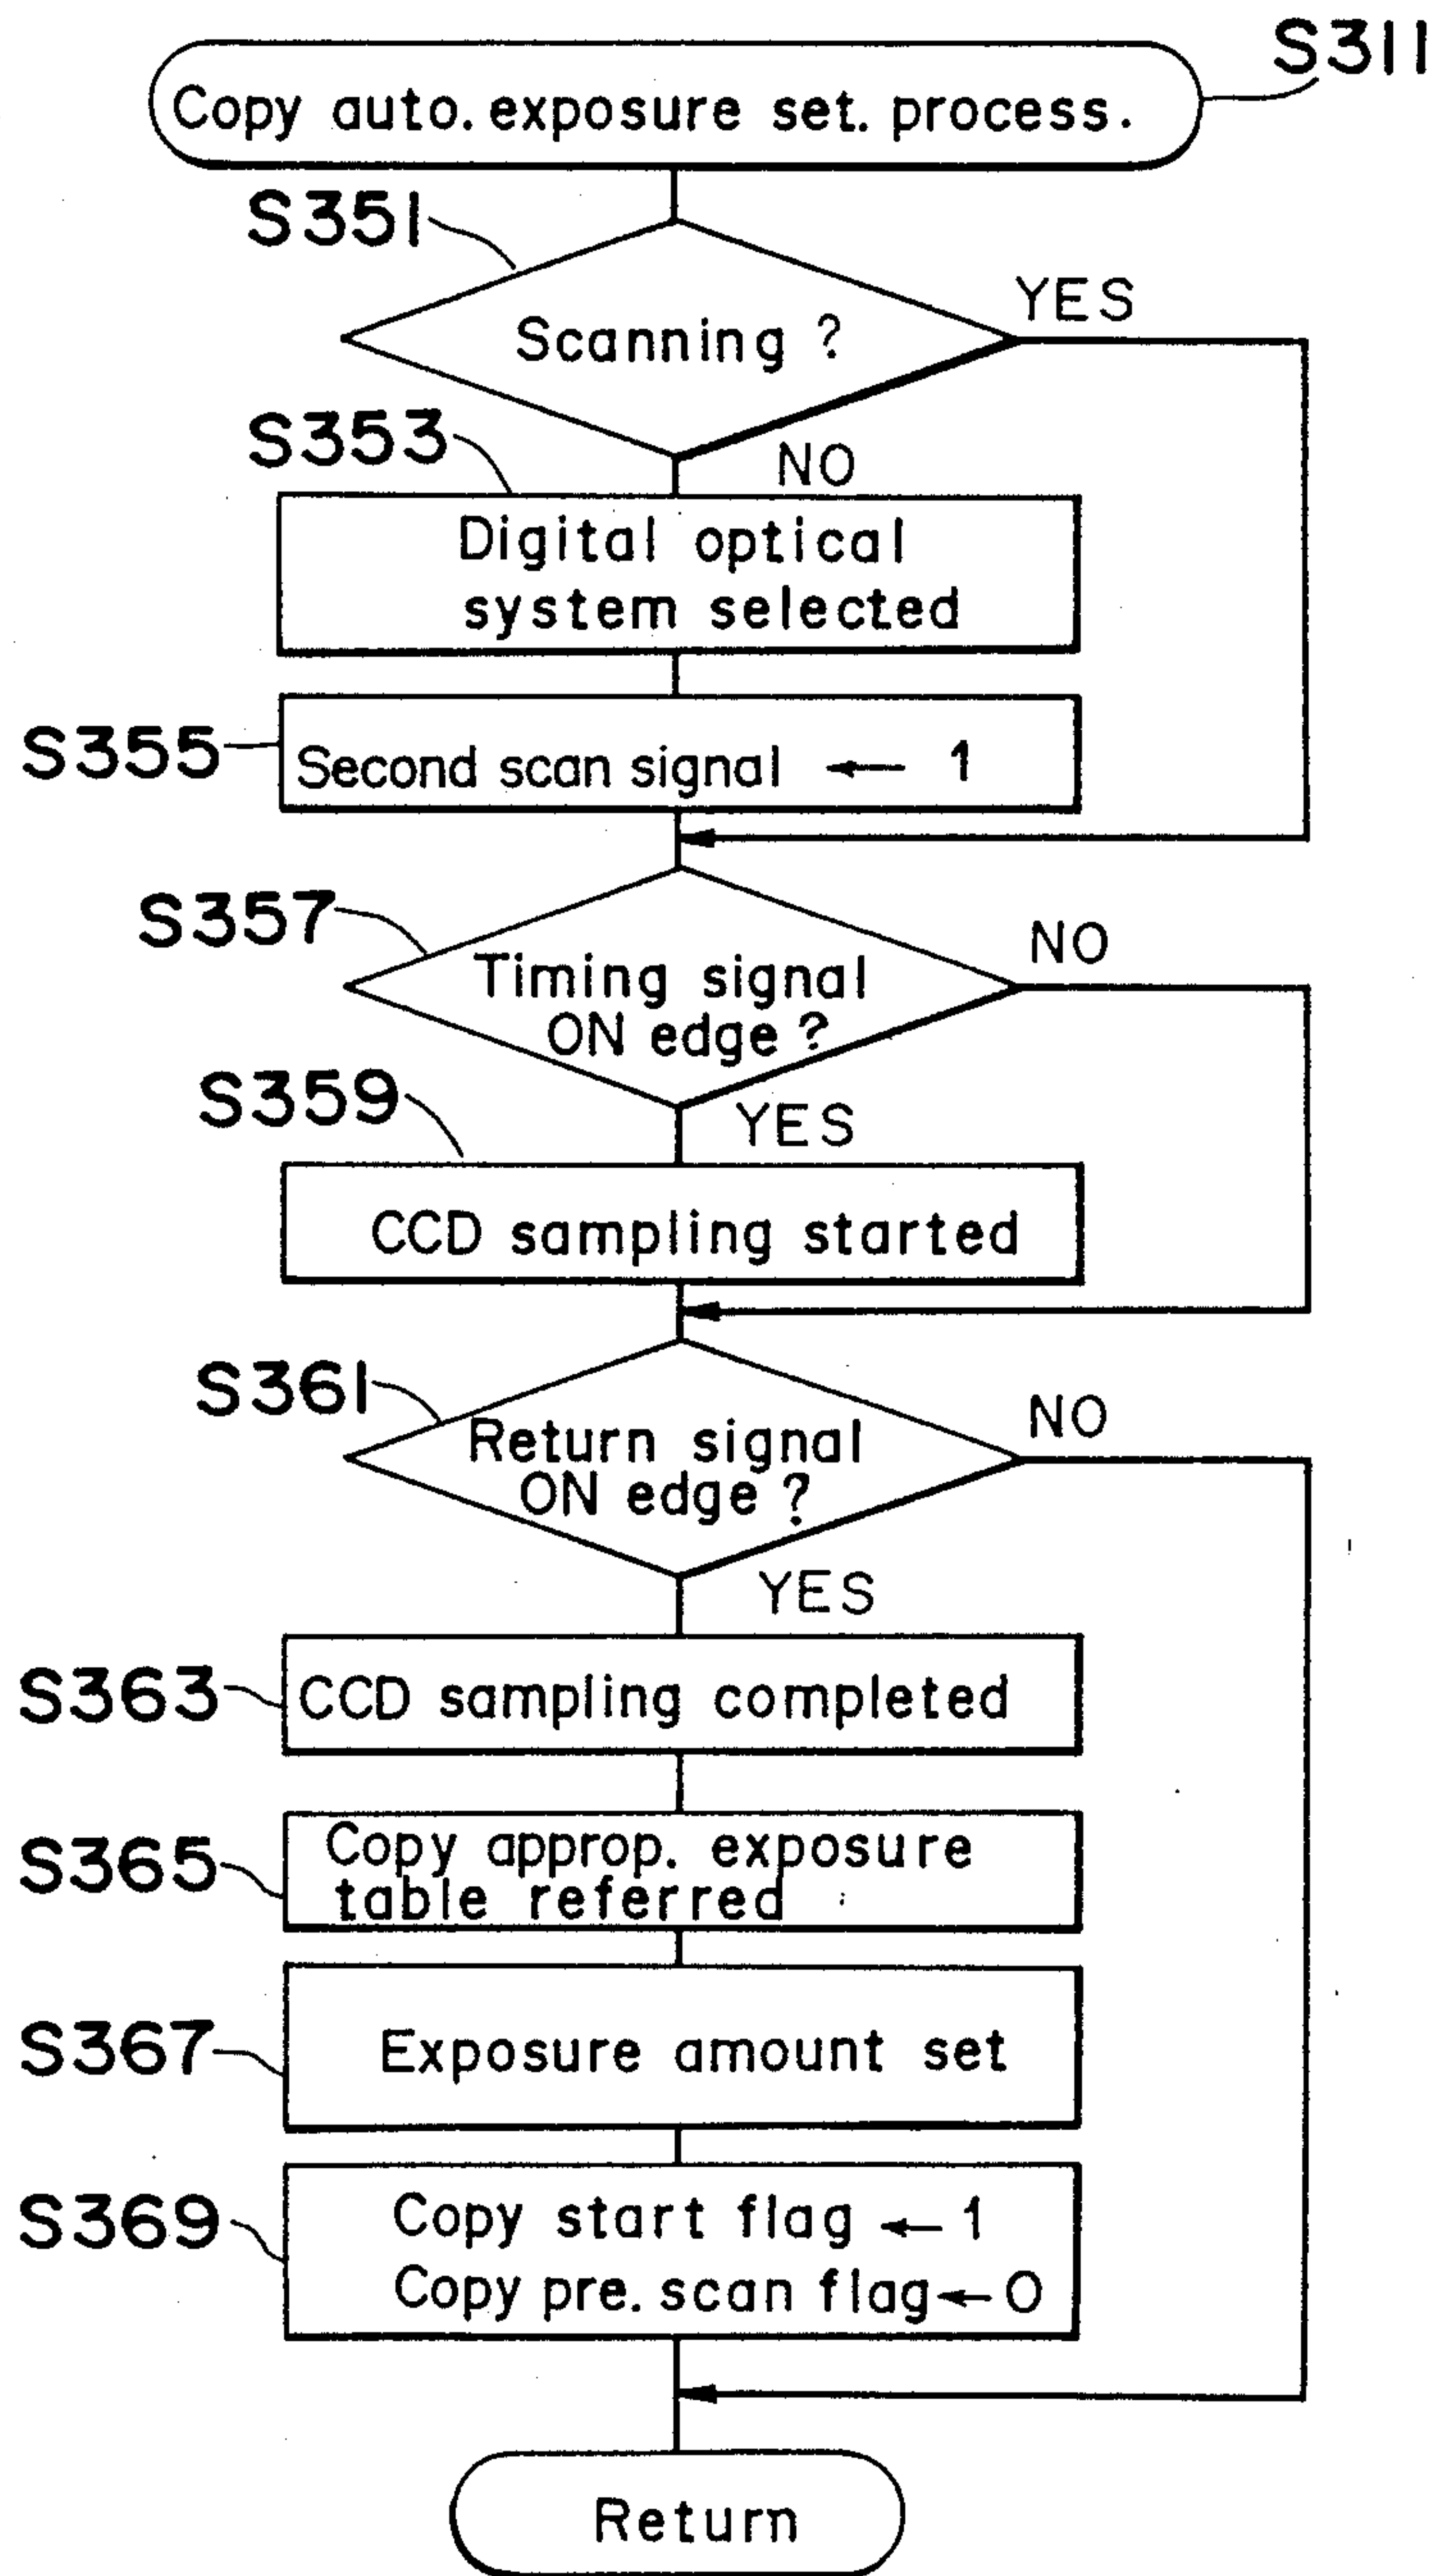 S311
Copy auto. exposure set. process.
S351
Scanning ?
YES
NO
S353
Digital optical
system selected
S355
Second scan signal ← 1
S357
Timing signal
ON edge ?
NO
YES
S359
CCD sampling started
S361
Return signal
ON edge ?
NO
YES
S363
CCD sampling completed
S365
Copy approp. exposure
table referred
S367
Exposure amount set
S369
Copy start flag ← 1
Copy pre. scan flag ← 0
Return